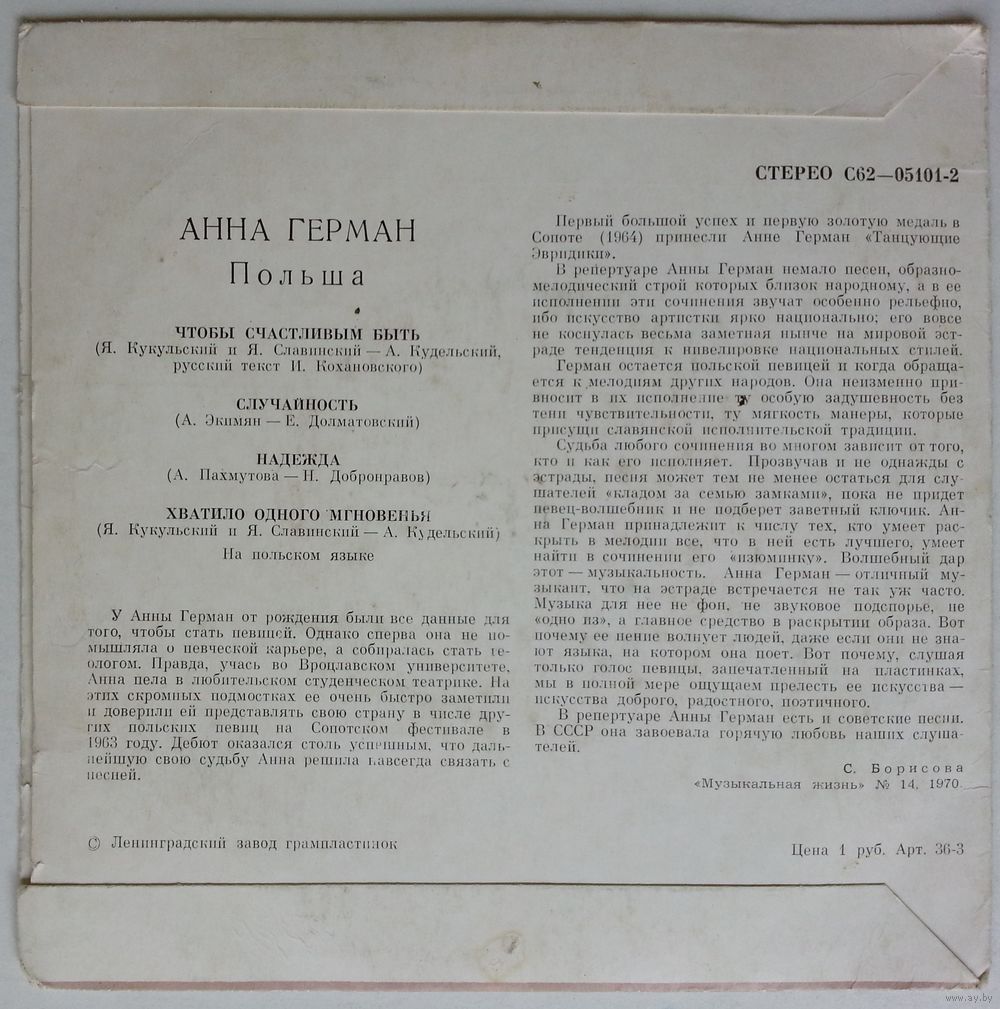 СТЕРЕО С62—05101-2
АННА ГЕРМАН
Польша
ЧТОБЫ СЧАСТЛИВЫМ БЫТЬ
(Я. Кукульский и Я. Славинский — А. Кудельский,
русский текст И. Кохановского)
СЛУЧАЙНОСТЬ
(А. Экимян — Е. Долматовский)
НАДЕЖДА
(А. Пахмутова — Н. Добронравов)
ХВАТИЛО ОДНОГО МГНОВЕНЬЯ
(Я. Кукульский и Я. Славинский — А. Кудельский)
На польском языке
У Анны Герман от рождения были все данные для
того, чтобы стать певицей. Однако сперва она не по-
мышляла о певческой карьере, а собиралась стать ге-
ологом. Правда, учась во Вроцлавском университете,
Анна пела в любительском студенческом театрике. На
этих скромных подмостках ее очень быстро заметили
и доверили ей представлять свою страну в числе дру-
гих польских певиц на Сопотском фестивале в
1963 году. Дебют оказался столь успешным, что даль-
нейшую свою судьбу Анна решила навсегда связать с
песней.
Первый большой успех и первую золотую медаль в
Сопоте (1964) принесли Анне Герман «Танцующие
Эвридики».
В репертуаре Анны Герман немало песен, образно-
мелодический строй которых близок народному, а в ее
исполнении эти сочинения звучат особенно рельефно,
ибо искусство артистки ярко национально; его вовсе
не коснулась весьма заметная нынче на мировой эст-
раде тенденция к нивелировке национальных стилей.
Герман остается польской певицей и когда обраща-
ется к мелодиям других народов. Она неизменно при-
вносит в их исполнение ту особую задушевность без
тени чувствительности, ту мягкость манеры, которые
присущи славянской исполнительской традиции.
Судьба любого сочинения во многом зависит от того,
кто и как его исполняет. Прозвучав и не однажды с
эстрады, песня может тем не менее остаться для слу-
шателей «кладом за семью замками», пока не придет
певец-волшебник и не подберет заветный ключик. Ан-
на Герман принадлежит к числу тех, кто умеет рас-
крыть в мелодии все, что в ней есть лучшего, умеет
найти в сочинении его «изюминку». Волшебный дар
этот — музыкальность. Анна Герман — отличный му-
зыкант, что на эстраде встречается не так уж часто.
Музыка для нее не фон, не звуковое подспорье, не
«одно из», а главное средство в раскрытии образа. Вот
почему ее пение волнует людей, даже если они не зна-
ют языка, на котором она поет. Вот почему, слушая
только голос певицы, запечатленный на пластинках,
мы в полной мере ощущаем прелесть ее искусства —
искусства доброго, радостного, поэтичного.
В репертуаре Анны Герман есть и советские песни.
В СССР она завоевала горячую любовь наших слуша-
телей.
С. Борисова
«Музыкальная жизнь» № 14, 1970.
© Ленинградский завод грампластинок
Цена 1 руб. Арт. 36-3
www.ay.by